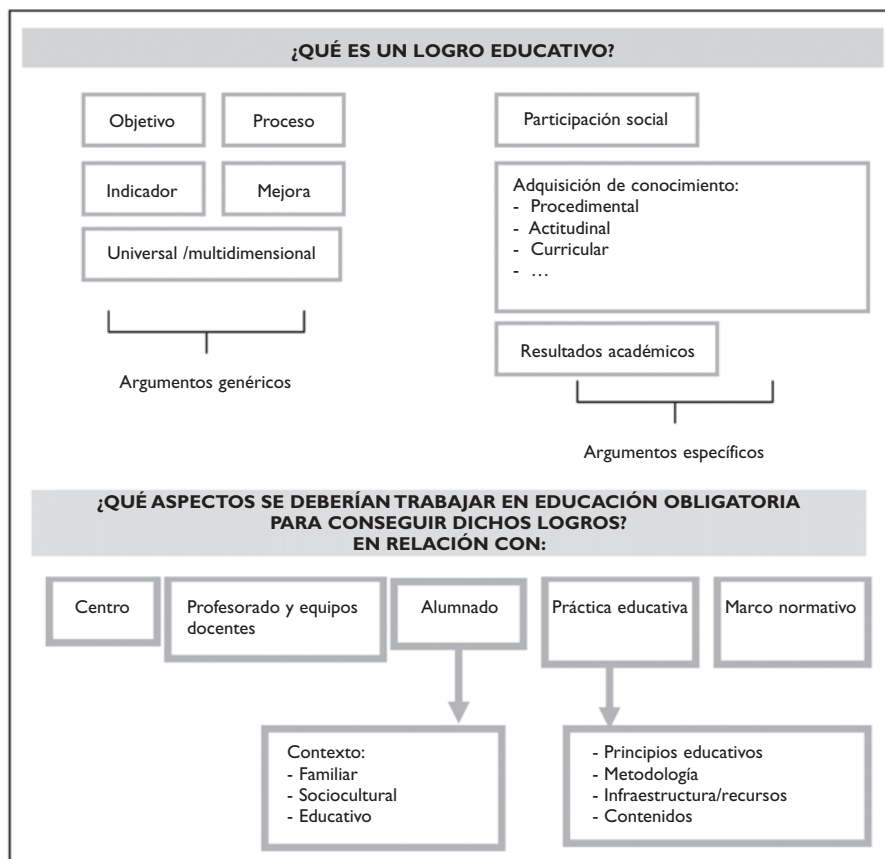 ¿QUÉ ES UN LOGRO EDUCATIVO?
Objetivo
Proceso
Indicador
Mejora
Universal /multidimensional
Argumentos genéricos
Participación social
Adquisición de conocimiento:
- Procedimental
- Actitudinal
- Curricular
- …
Resultados académicos
Argumentos específicos
¿QUÉ ASPECTOS SE DEBERÍAN TRABAJAR EN EDUCACIÓN OBLIGATORIA
PARA CONSEGUIR DICHOS LOGROS?
EN RELACIÓN CON:
Centro
Profesorado y equipos
docentes
Alumnado
Práctica educativa
Marco normativo
Contexto:
- Familiar
- Sociocultural
- Educativo
- Principios educativos
- Metodología
- Infraestructura/recursos
- Contenidos